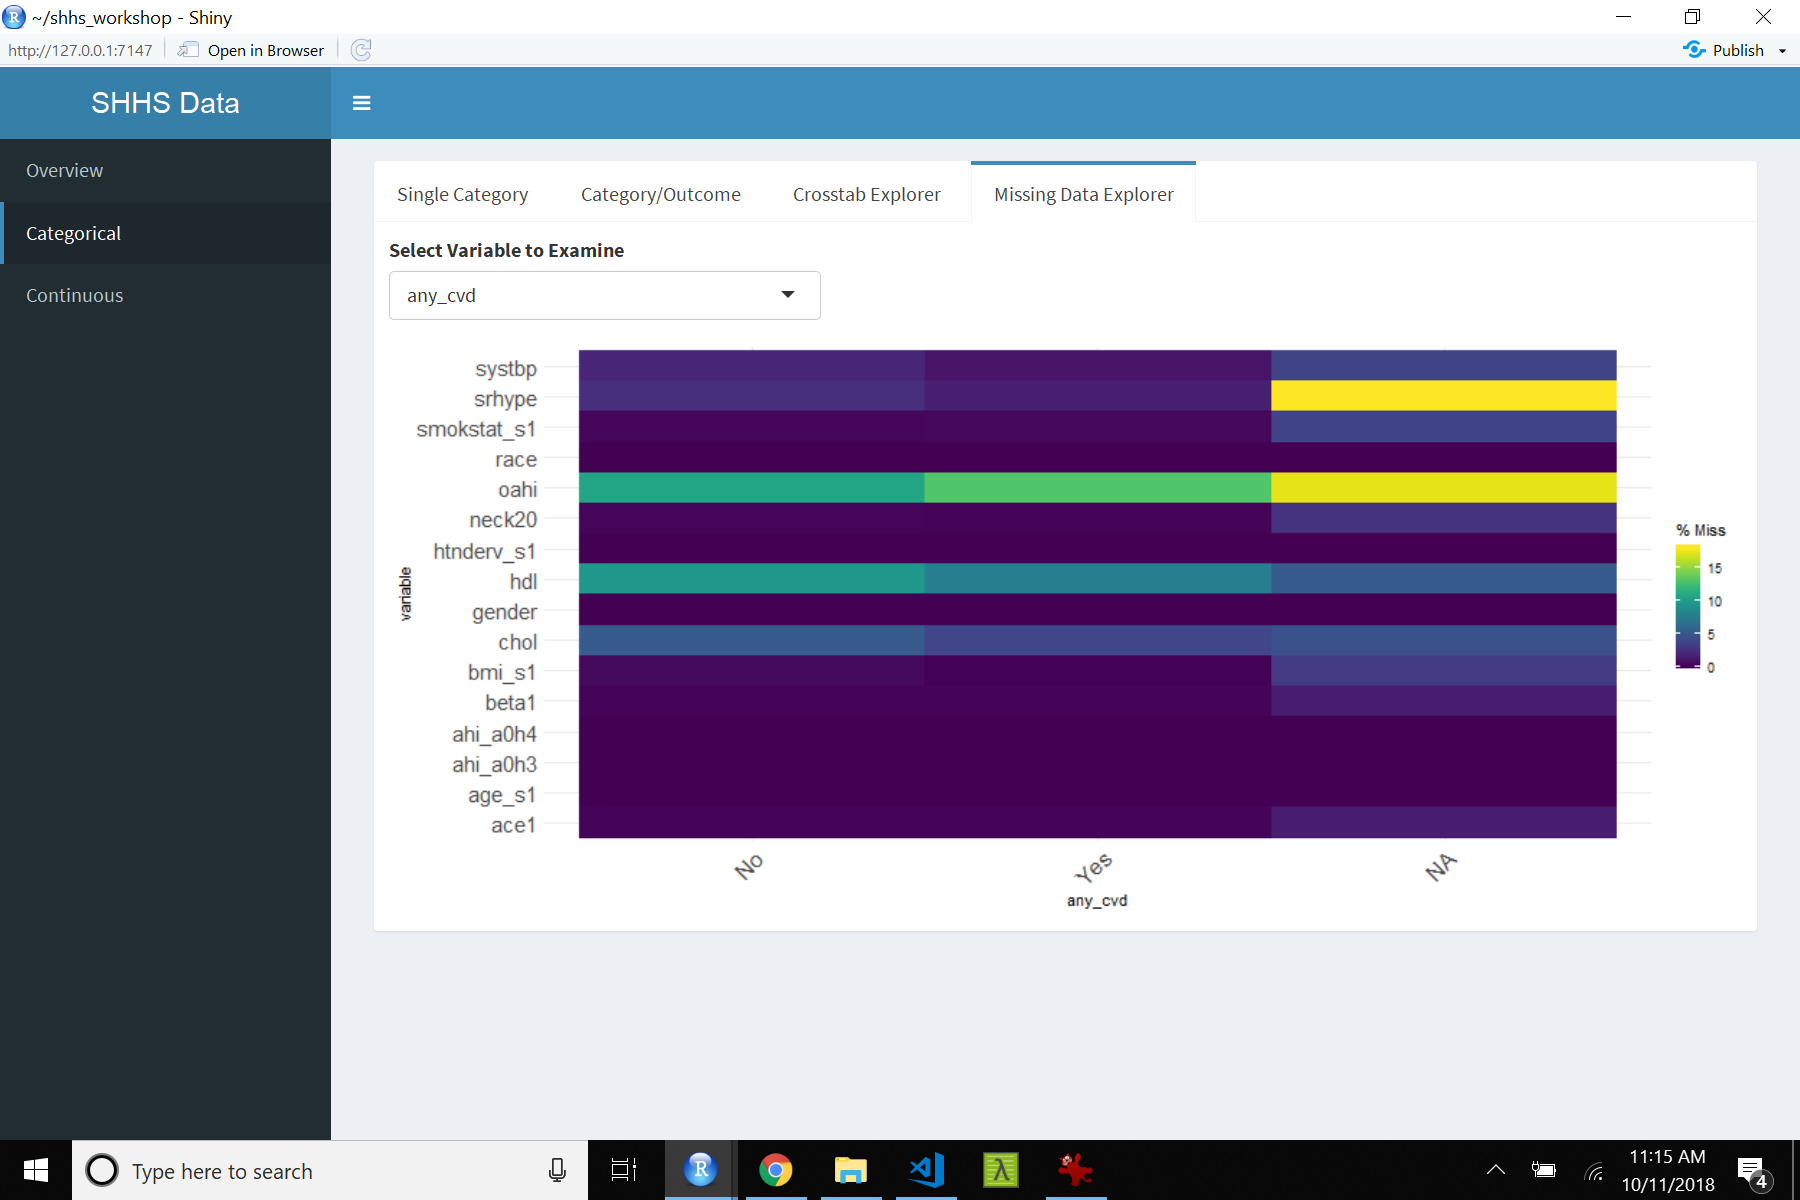 ~/shhs_workshop - Shiny
http://127.0.0.1:7147
Open in Browser
Publish
SHHS Data
Overview
Categorical
Continuous
Single Category
Category/Outcome
Crosstab Explorer
Missing Data Explorer
Select Variable to Examine
any_cvd
systbp
srhype
smokstat_s1
race
oahi
neck20
htnderv_s1
hdl
gender
chol
bmi_s1
beta1
ahi_a0h4
ahi_a0h3
age_s1
ace1
variable
No
Yes
NA
any_cvd
% Miss
15
10
5
0
Type here to search
R
λ
11:15 AM
10/11/2018
4